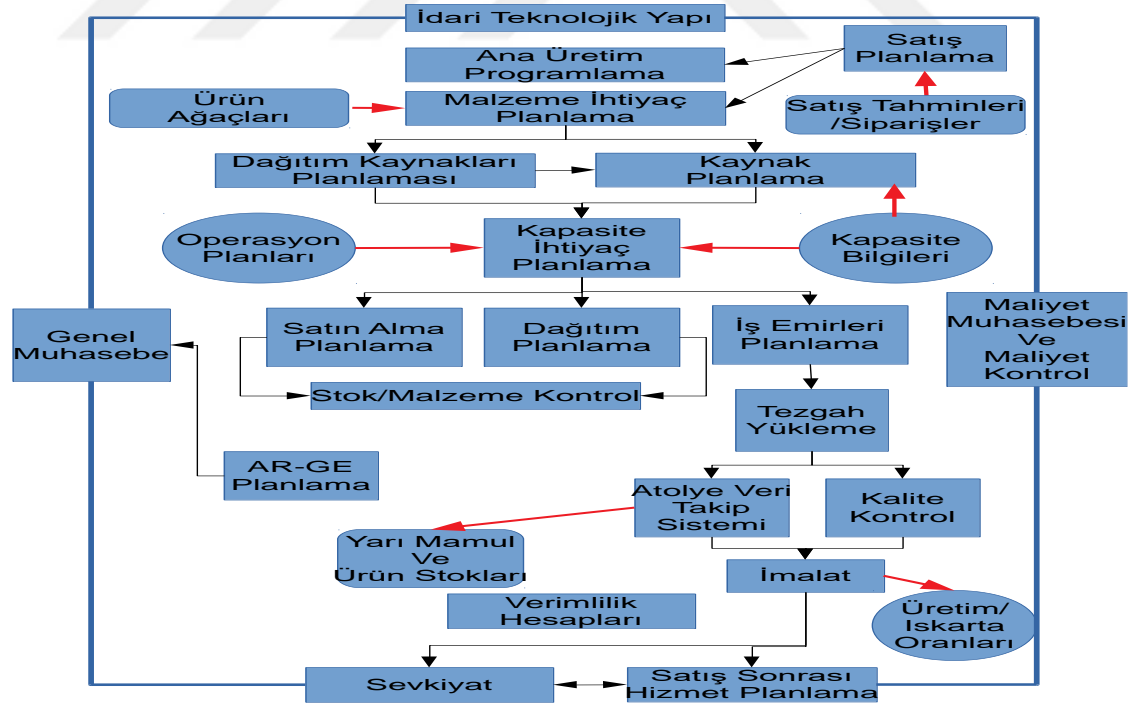 İdari Teknolojik Yapı
Satış
Planlama
Ana Üretim
Programlama
Ürün
Ağaçları
Malzeme İhtiyaç
Planlama
Satış Tahminleri
/Siparişler
Dağıtım Kaynakları
Planlaması
Kaynak
Planlama
Operasyon
Planları
Kapasite
İhtiyaç
Planlama
Kapasite
Bilgileri
Genel
Muhasebe
Satın Alma
Planlama
Dağıtım
Planlama
İş Emirleri
Planlama
Maliyet
Muhasebesi
Ve
Maliyet
Kontrol
Stok/Malzeme Kontrol
Tezgah
Yükleme
AR-GE
Planlama
Atolye Veri
Takip
Sistemi
Kalite
Kontrol
Yarı Mamul
Ve
Ürün Stokları
İmalat
Verimlilik
Hesapları
Üretim/
Iskarta
Oranları
Sevkiyat
Satış Sonrası
Hizmet Planlama